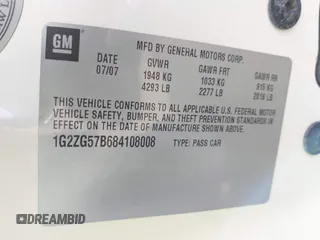 GM
MFD BY GENERAL MOTORS CORP.
DATE GVWR GAWR FRT GAWR RR
07/07 1948 KG 1033 KG 915 KG
4293 LB 2277 LB 2016 LB
THIS VEHICLE CONFORMS TO ALL APPLICABLE U.S. FEDERAL MOTOR
VEHICLE SAFETY, BUMPER, AND THEFT PREVENTION STANDARDS IN
EFFECT ON THE DATE OF MANUFACTURE SHOWN ABOVE.
1G2ZG57B684108008 TYPE: PASS CAR
DREAMBID